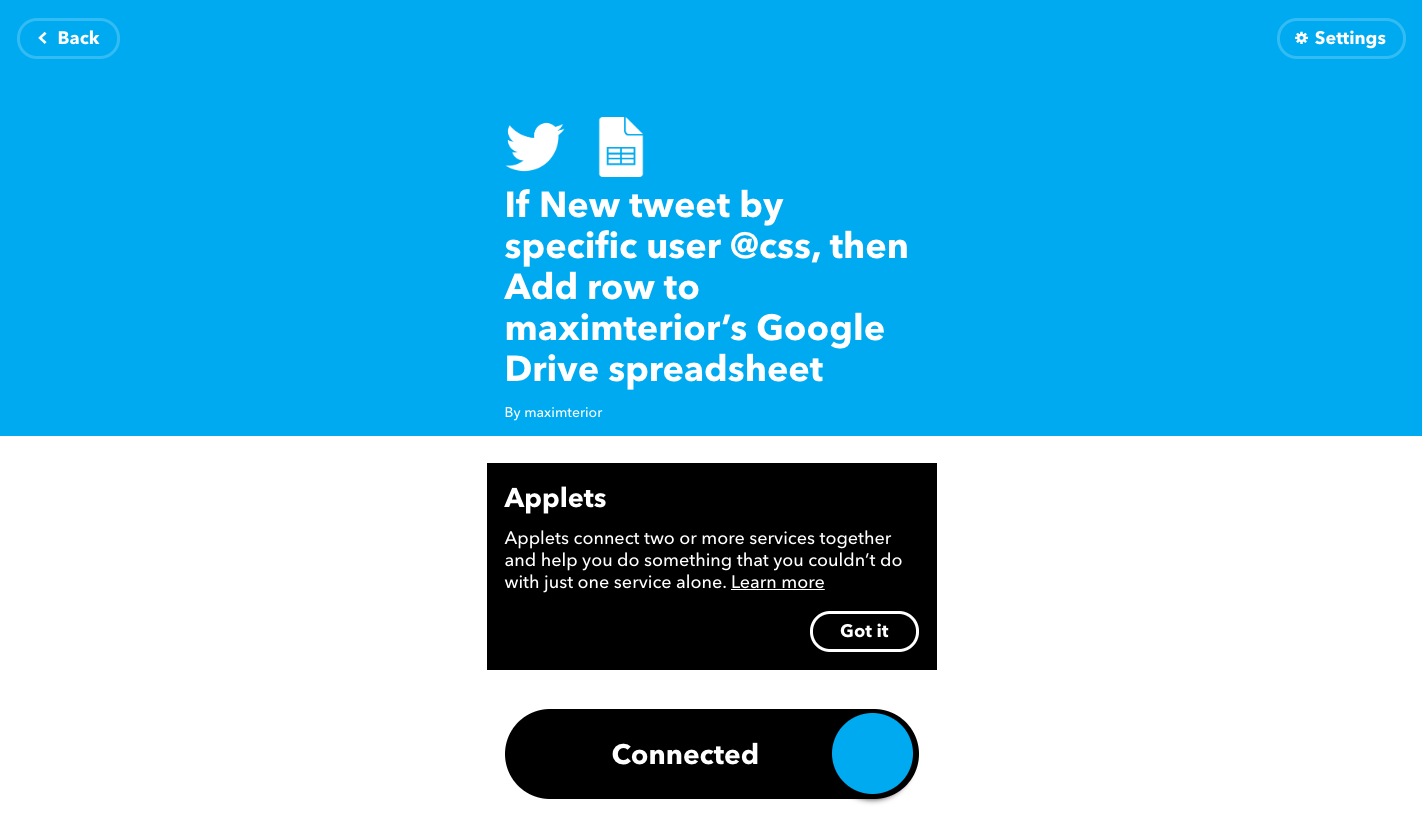 Back
Settings
If New tweet by
specific user @css, then
Add row to
maximterior’s Google
Drive spreadsheet
By maximterior
Applets
Applets connect two or more services together
and help you do something that you couldn’t do
with just one service alone. Learn more
Got it
Connected